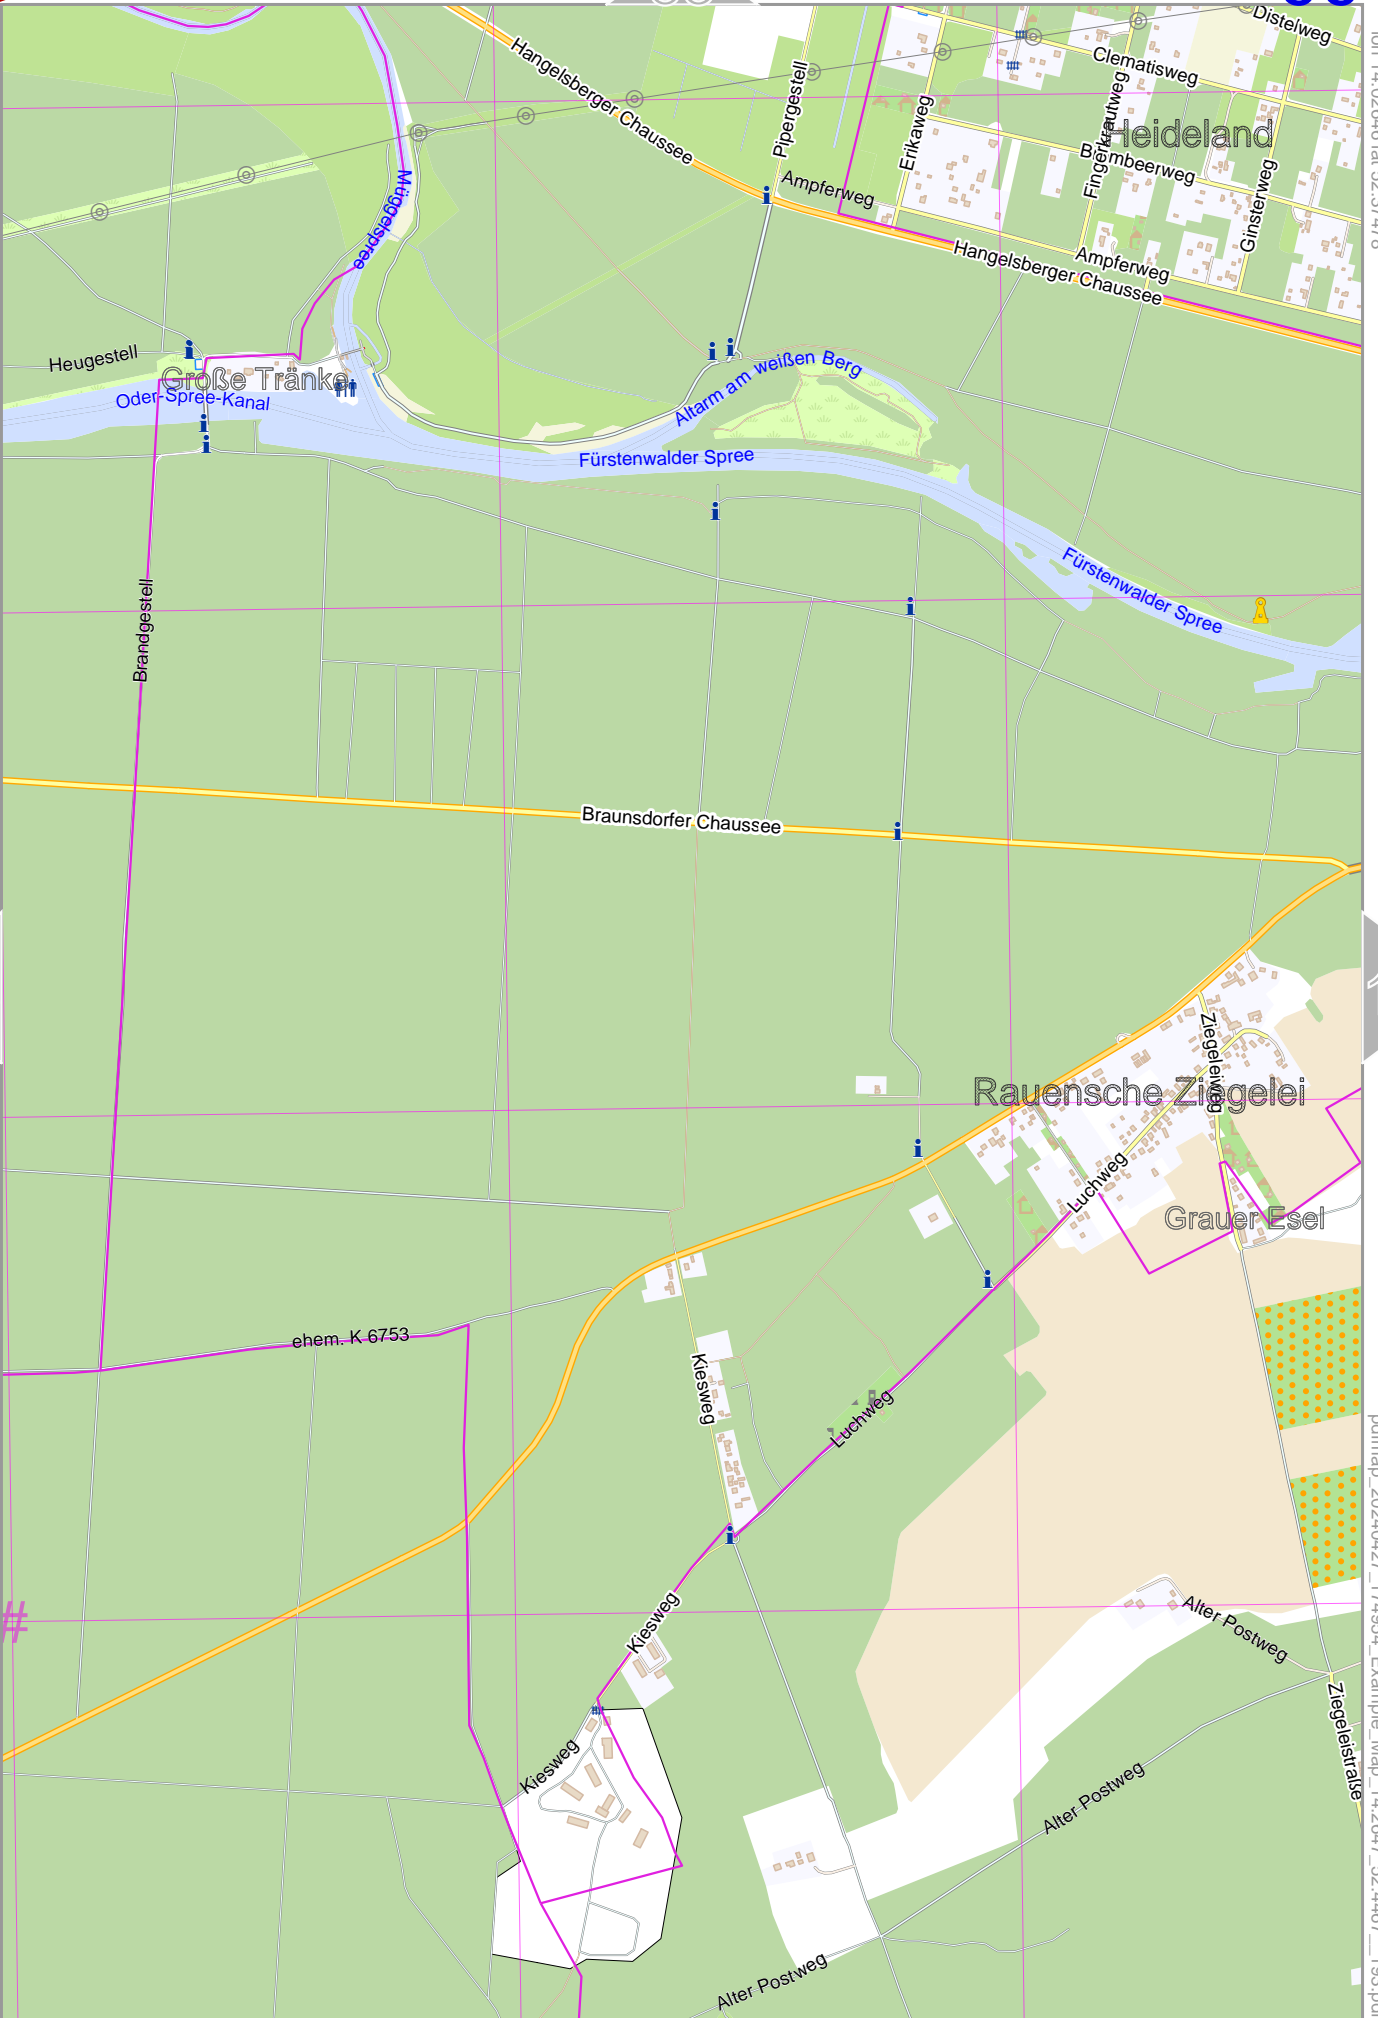 Distelweg
Hangelsberger Chaussee
Clematisweg
Pipergestell
Erikaweg
Fingerkrautweg
Heideland
Brombeerweg
Ampferweg
Ginsterweg
Müggelspree
Hangelsberger Chaussee
Ampferweg
Heugestell
Große Tränke
Oder-Spree-Kanal
Altarm am weißen Berg
Fürstenwalder Spree
Fürstenwalder Spree
Brandgestell
Braunsdorfer Chaussee
Ziegeleiweg
Rauensche Ziegelei
Luchweg
Grauer Esel
ehem. K 6753
Kiesweg
Luchweg
Kiesweg
#
Alter Postweg
Ziegeleistraße
Kiesweg
Alter Postweg
Alter Postweg